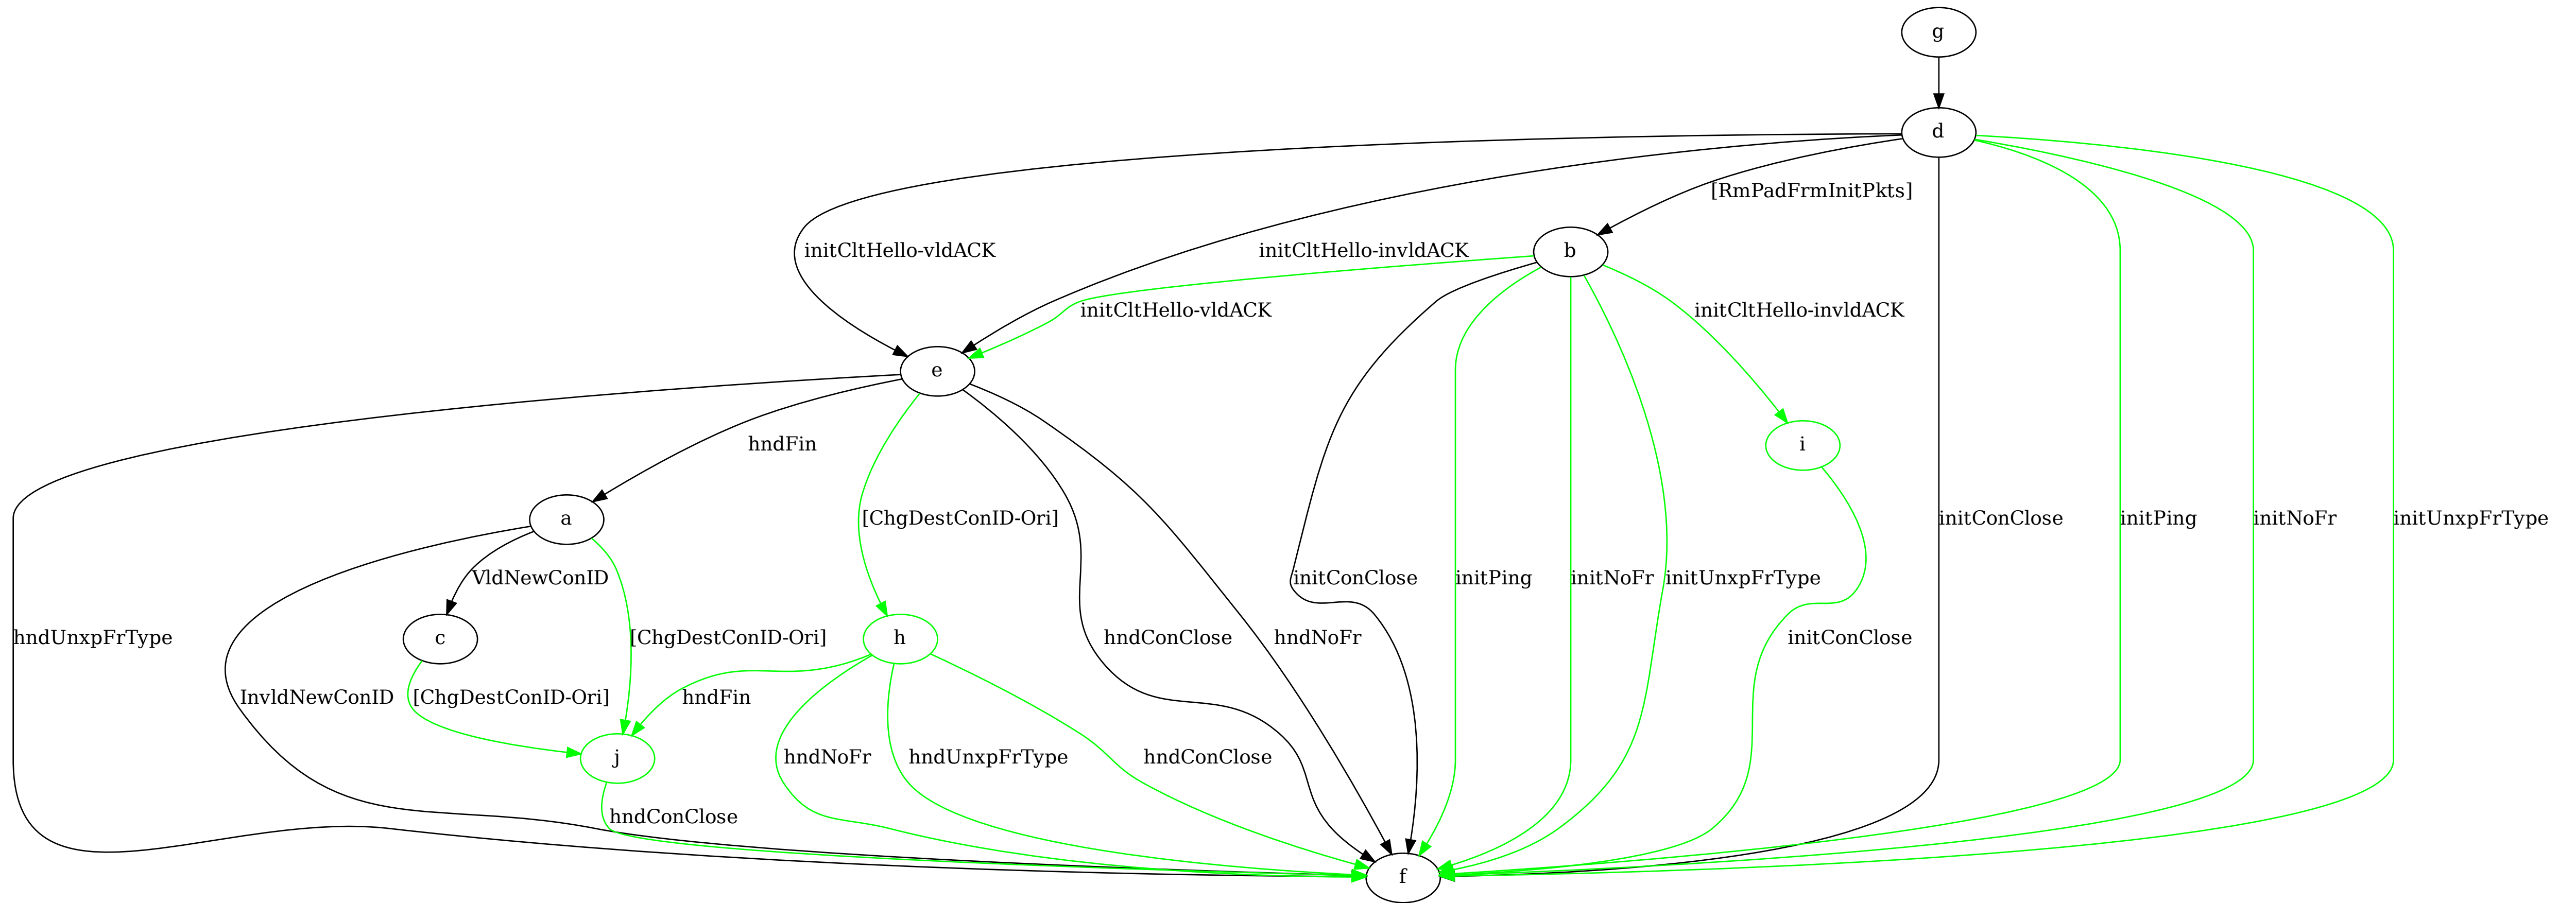 g
d
[RmPadFrmInitPkts]
initCltHello-vldACK
initCltHello-invldACK
b
initCltHello-vldACK
initCltHello-invldACK
e
hndFin
i
a
[ChgDestConID-Ori]
initConClose
initPing
initNoFr
initUnxpFrType
VldNewConID
initConClose
initPing
initNoFr
initUnxpFrType
hndUnxpFrType
c
[ChgDestConID-Ori]
h
hndConClose
hndNoFr
initConClose
InvldNewConID
[ChgDestConID-Ori]
hndFin
j
hndNoFr
hndUnxpFrType
hndConClose
hndConClose
f